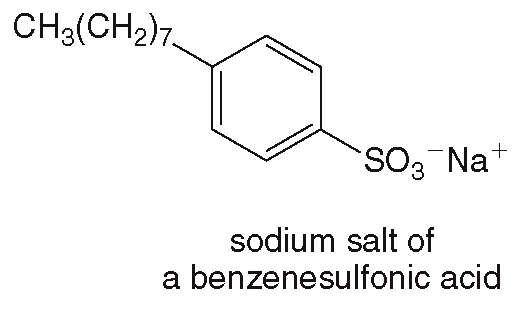 CH₃(CH₂)₇
SO₃⁻Na⁺
sodium salt of
a benzenesulfonic acid